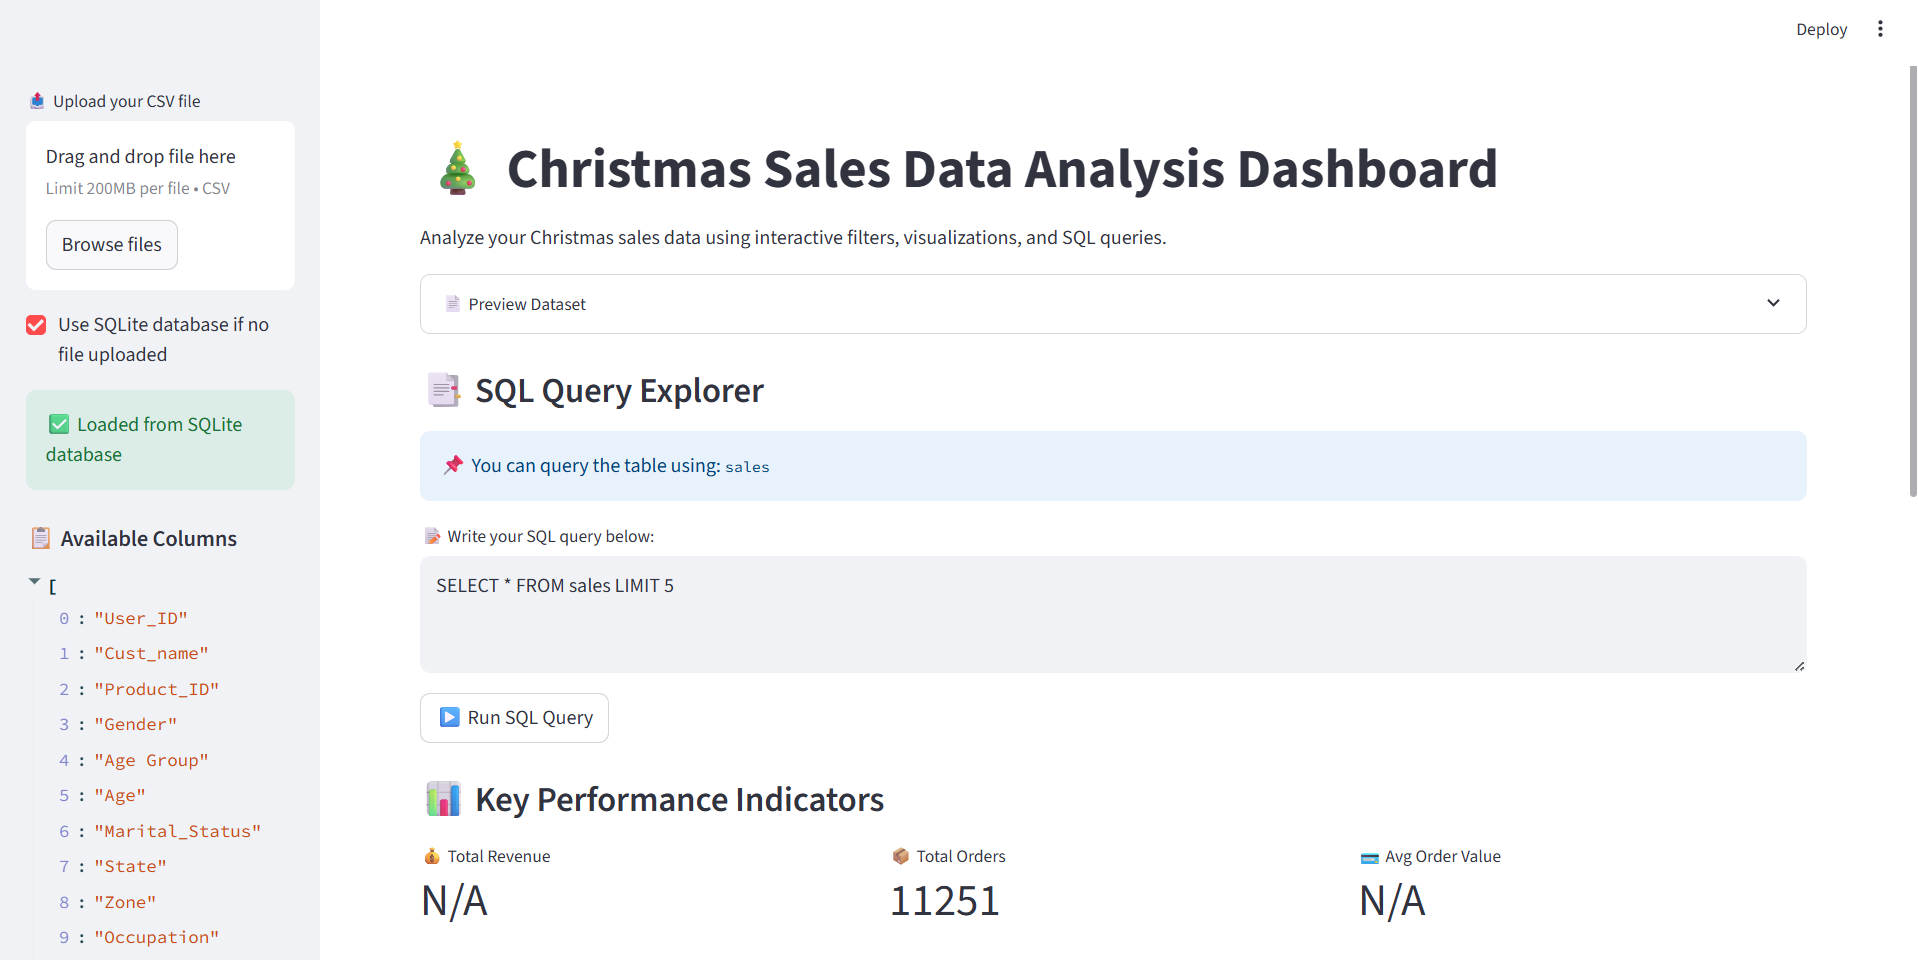 Deploy
Upload your CSV file
Drag and drop file here
Limit 200MB per file • CSV
Browse files
Use SQLite database if no
file uploaded
Loaded from SQLite
database
Available Columns
[
0 : "User_ID"
1 : "Cust_name"
2 : "Product_ID"
3 : "Gender"
4 : "Age Group"
5 : "Age"
6 : "Marital_Status"
7 : "State"
8 : "Zone"
9 : "Occupation"
Christmas Sales Data Analysis Dashboard
Analyze your Christmas sales data using interactive filters, visualizations, and SQL queries.
Preview Dataset
SQL Query Explorer
You can query the table using: sales
Write your SQL query below:
SELECT * FROM sales LIMIT 5
Run SQL Query
Key Performance Indicators
Total Revenue
N/A
Total Orders
11251
Avg Order Value
N/A